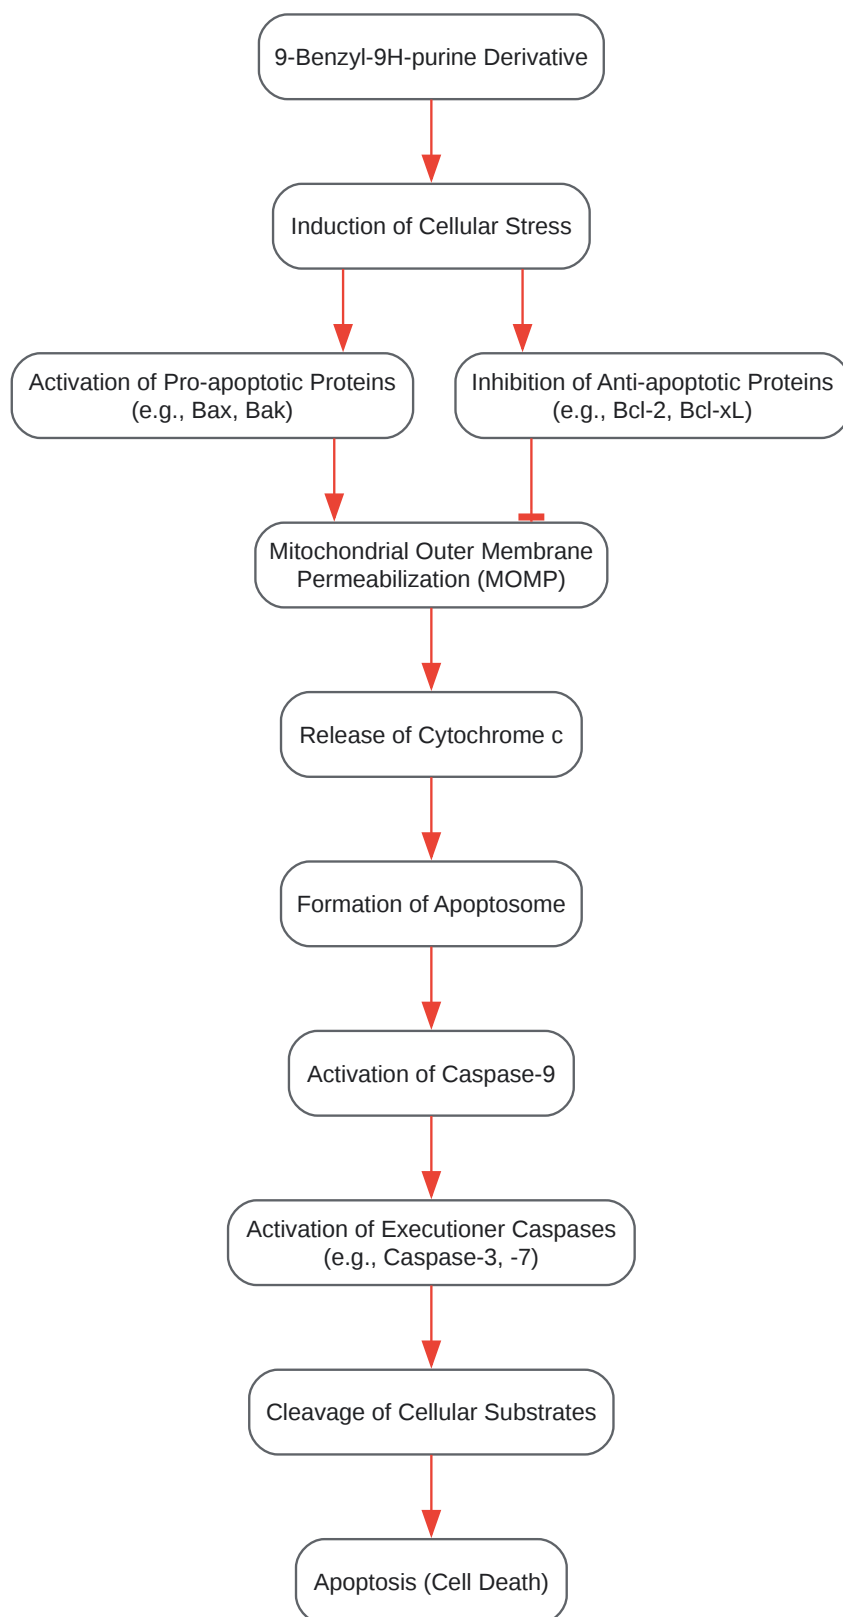 9-Benzyl-9H-purine Derivative
Induction of Cellular Stress
Activation of Pro-apoptotic Proteins
(e.g., Bax, Bak)
Inhibition of Anti-apoptotic Proteins
(e.g., Bcl-2, Bcl-xL)
Mitochondrial Outer Membrane
Permeabilization (MOMP)
Release of Cytochrome c
Formation of Apoptosome
Activation of Caspase-9
Activation of Executioner Caspases
(e.g., Caspase-3, -7)
Cleavage of Cellular Substrates
Apoptosis (Cell Death)